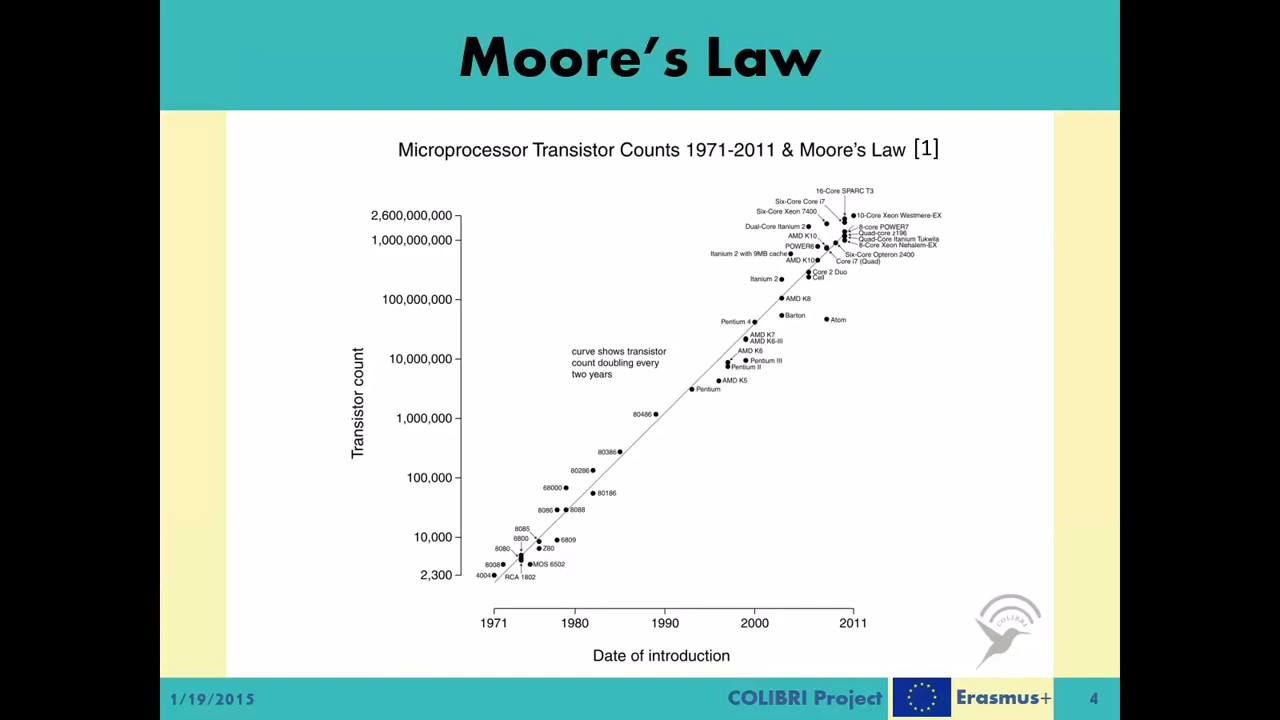 Moore's Law
Microprocessor Transistor Counts 1971-2011 & Moore's Law [1]
16-Core SPARC T3
Six-Core Core i7
Six-Core Xeon 7400
10-Core Xeon Westmere-EX
2,600,000,000
Dual-Core Itanium 2
8-core POWER7
Quad-core z196
AMD K10
Quad-Core Itanium Tukwila
1,000,000,000
8-Core Xeon Nehalem-EX
POWER6
Itanium 2 with 9MB cache
Six-Core Opteron 2400
AMD K10
Core i7 (Quad)
Core 2 Duo
Cell
Itanium 2
100,000,000
AMD K8
Barton
Pentium 4
Atom
AMD K7
AMD K6-III
curve shows transistor
count doubling every
two years
AMD K6
10,000,000
Pentium III
Pentium II
AMD K5
Pentium
Transistor count
1,000,000
80486
80386
80286
100,000
68000
80186
8086
8088
8085
10,000
6800
6809
8080
Z80
8008
MOS 6502
2,300
4004
RCA 1802
1971
1980
1990
2000
2011
Date of introduction
COLIBRI
1/19/2015
COLIBRI Project
Erasmus+
4